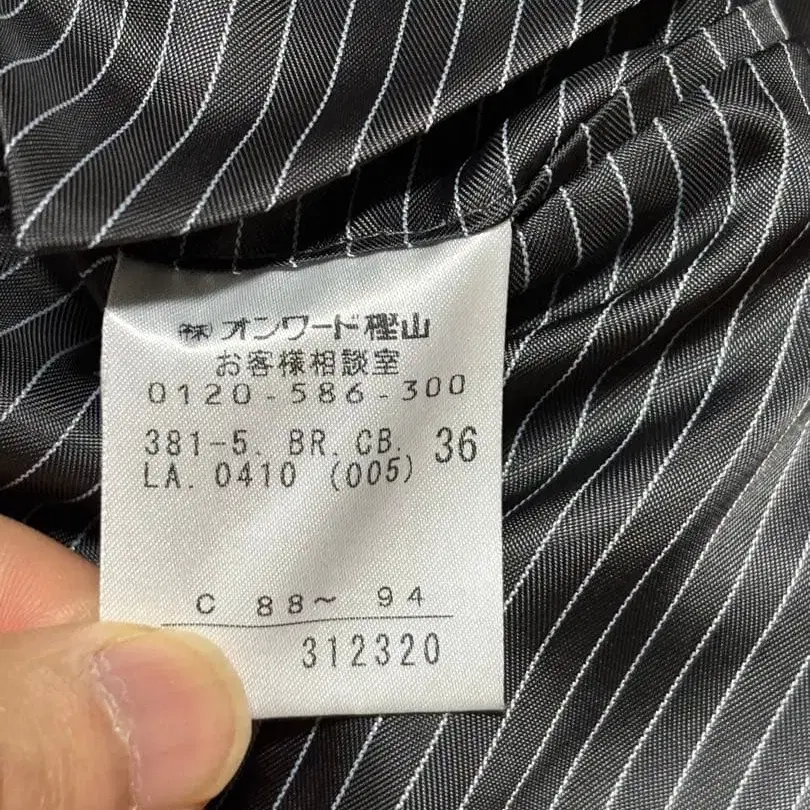 ㈱オンワード樫山
お客様相談室
0120-586-300
381-5. BR. CB. 36
LA. 0410 (005)
C 88～ 94
312320